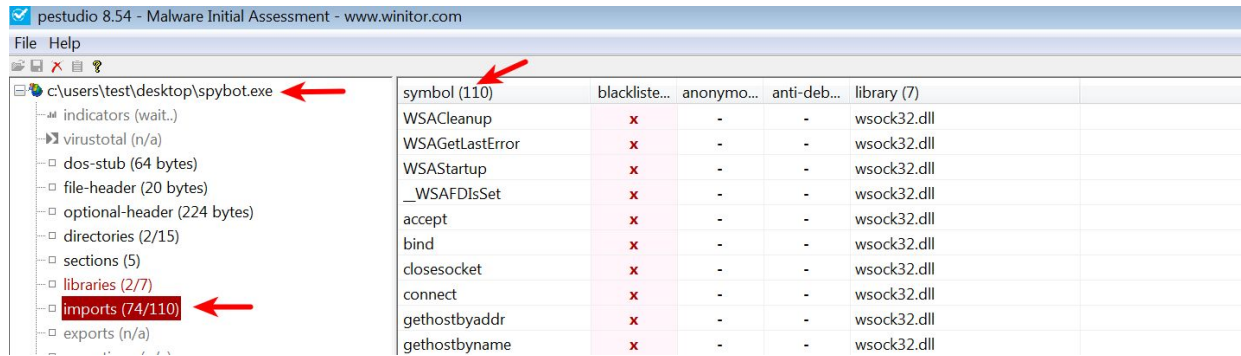 pestudio 8.54 - Malware Initial Assessment - www.winitor.com
File Help
c:\users\test\desktop\spybot.exe
indicators (wait..)
virustotal (n/a)
dos-stub (64 bytes)
file-header (20 bytes)
optional-header (224 bytes)
directories (2/15)
sections (5)
libraries (2/7)
imports (74/110)
exports (n/a)
symbol (110) blackliste... anonymo... anti-deb... library (7)
WSACleanup x - - wsock32.dll
WSAGetLastError x - - wsock32.dll
WSAStartup x - - wsock32.dll
__WSAFDIsSet x - - wsock32.dll
accept x - - wsock32.dll
bind x - - wsock32.dll
closesocket x - - wsock32.dll
connect x - - wsock32.dll
gethostbyaddr x - - wsock32.dll
gethostbyname x - - wsock32.dll